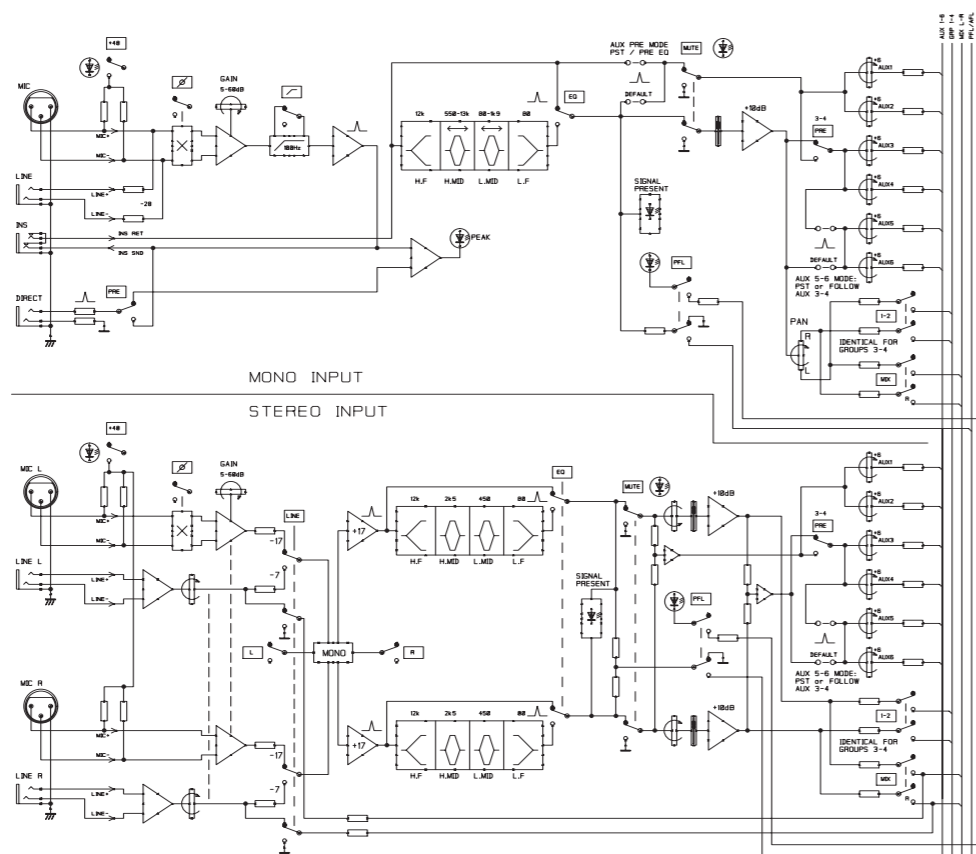 AUX 1-6
GRP 1-4
MIX L-R
PFL/AFL
+48
MIC
MIC+
MIC-
Ø
GAIN
5-60dB
100Hz
LINE
LINE+
LINE-
-20
INS
INS RET
INS SND
DIRECT
PRE
PEAK
12k
550-13k
80-1k9
80
H.F
H.MID
L.MID
L.F
EQ
AUX PRE MODE
PST / PRE EQ
DEFAULT
MUTE
SIGNAL
PRESENT
PFL
+10dB
3-4
PRE
+6
AUX1
AUX2
+6
AUX3
AUX4
+6
AUX5
DEFAULT
+6
AUX6
AUX 5-6 MODE:
PST or FOLLOW
AUX 3-4
PAN
R
L
1-2
IDENTICAL FOR
GROUPS 3-4
MIX
R
MONO INPUT
STEREO INPUT
+48
MIC L
MIC+
MIC-
Ø
GAIN
5-60dB
LINE
-17
LINE L
LINE+
LINE-
-7
+17
12k
2k5
450
80
H.F
H.MID
L.MID
L.F
EQ
MUTE
SIGNAL
PRESENT
PFL
L
MONO
R
+10dB
3-4
PRE
+6
AUX1
AUX2
+6
AUX3
AUX4
+6
AUX5
DEFAULT
+6
AUX6
AUX 5-6 MODE:
PST or FOLLOW
AUX 3-4
MIC R
MIC+
MIC-
-17
LINE R
LINE+
LINE-
-7
+17
12k
2k5
450
80
H.F
H.MID
L.MID
L.F
+10dB
1-2
IDENTICAL FOR
GROUPS 3-4
MIX
R